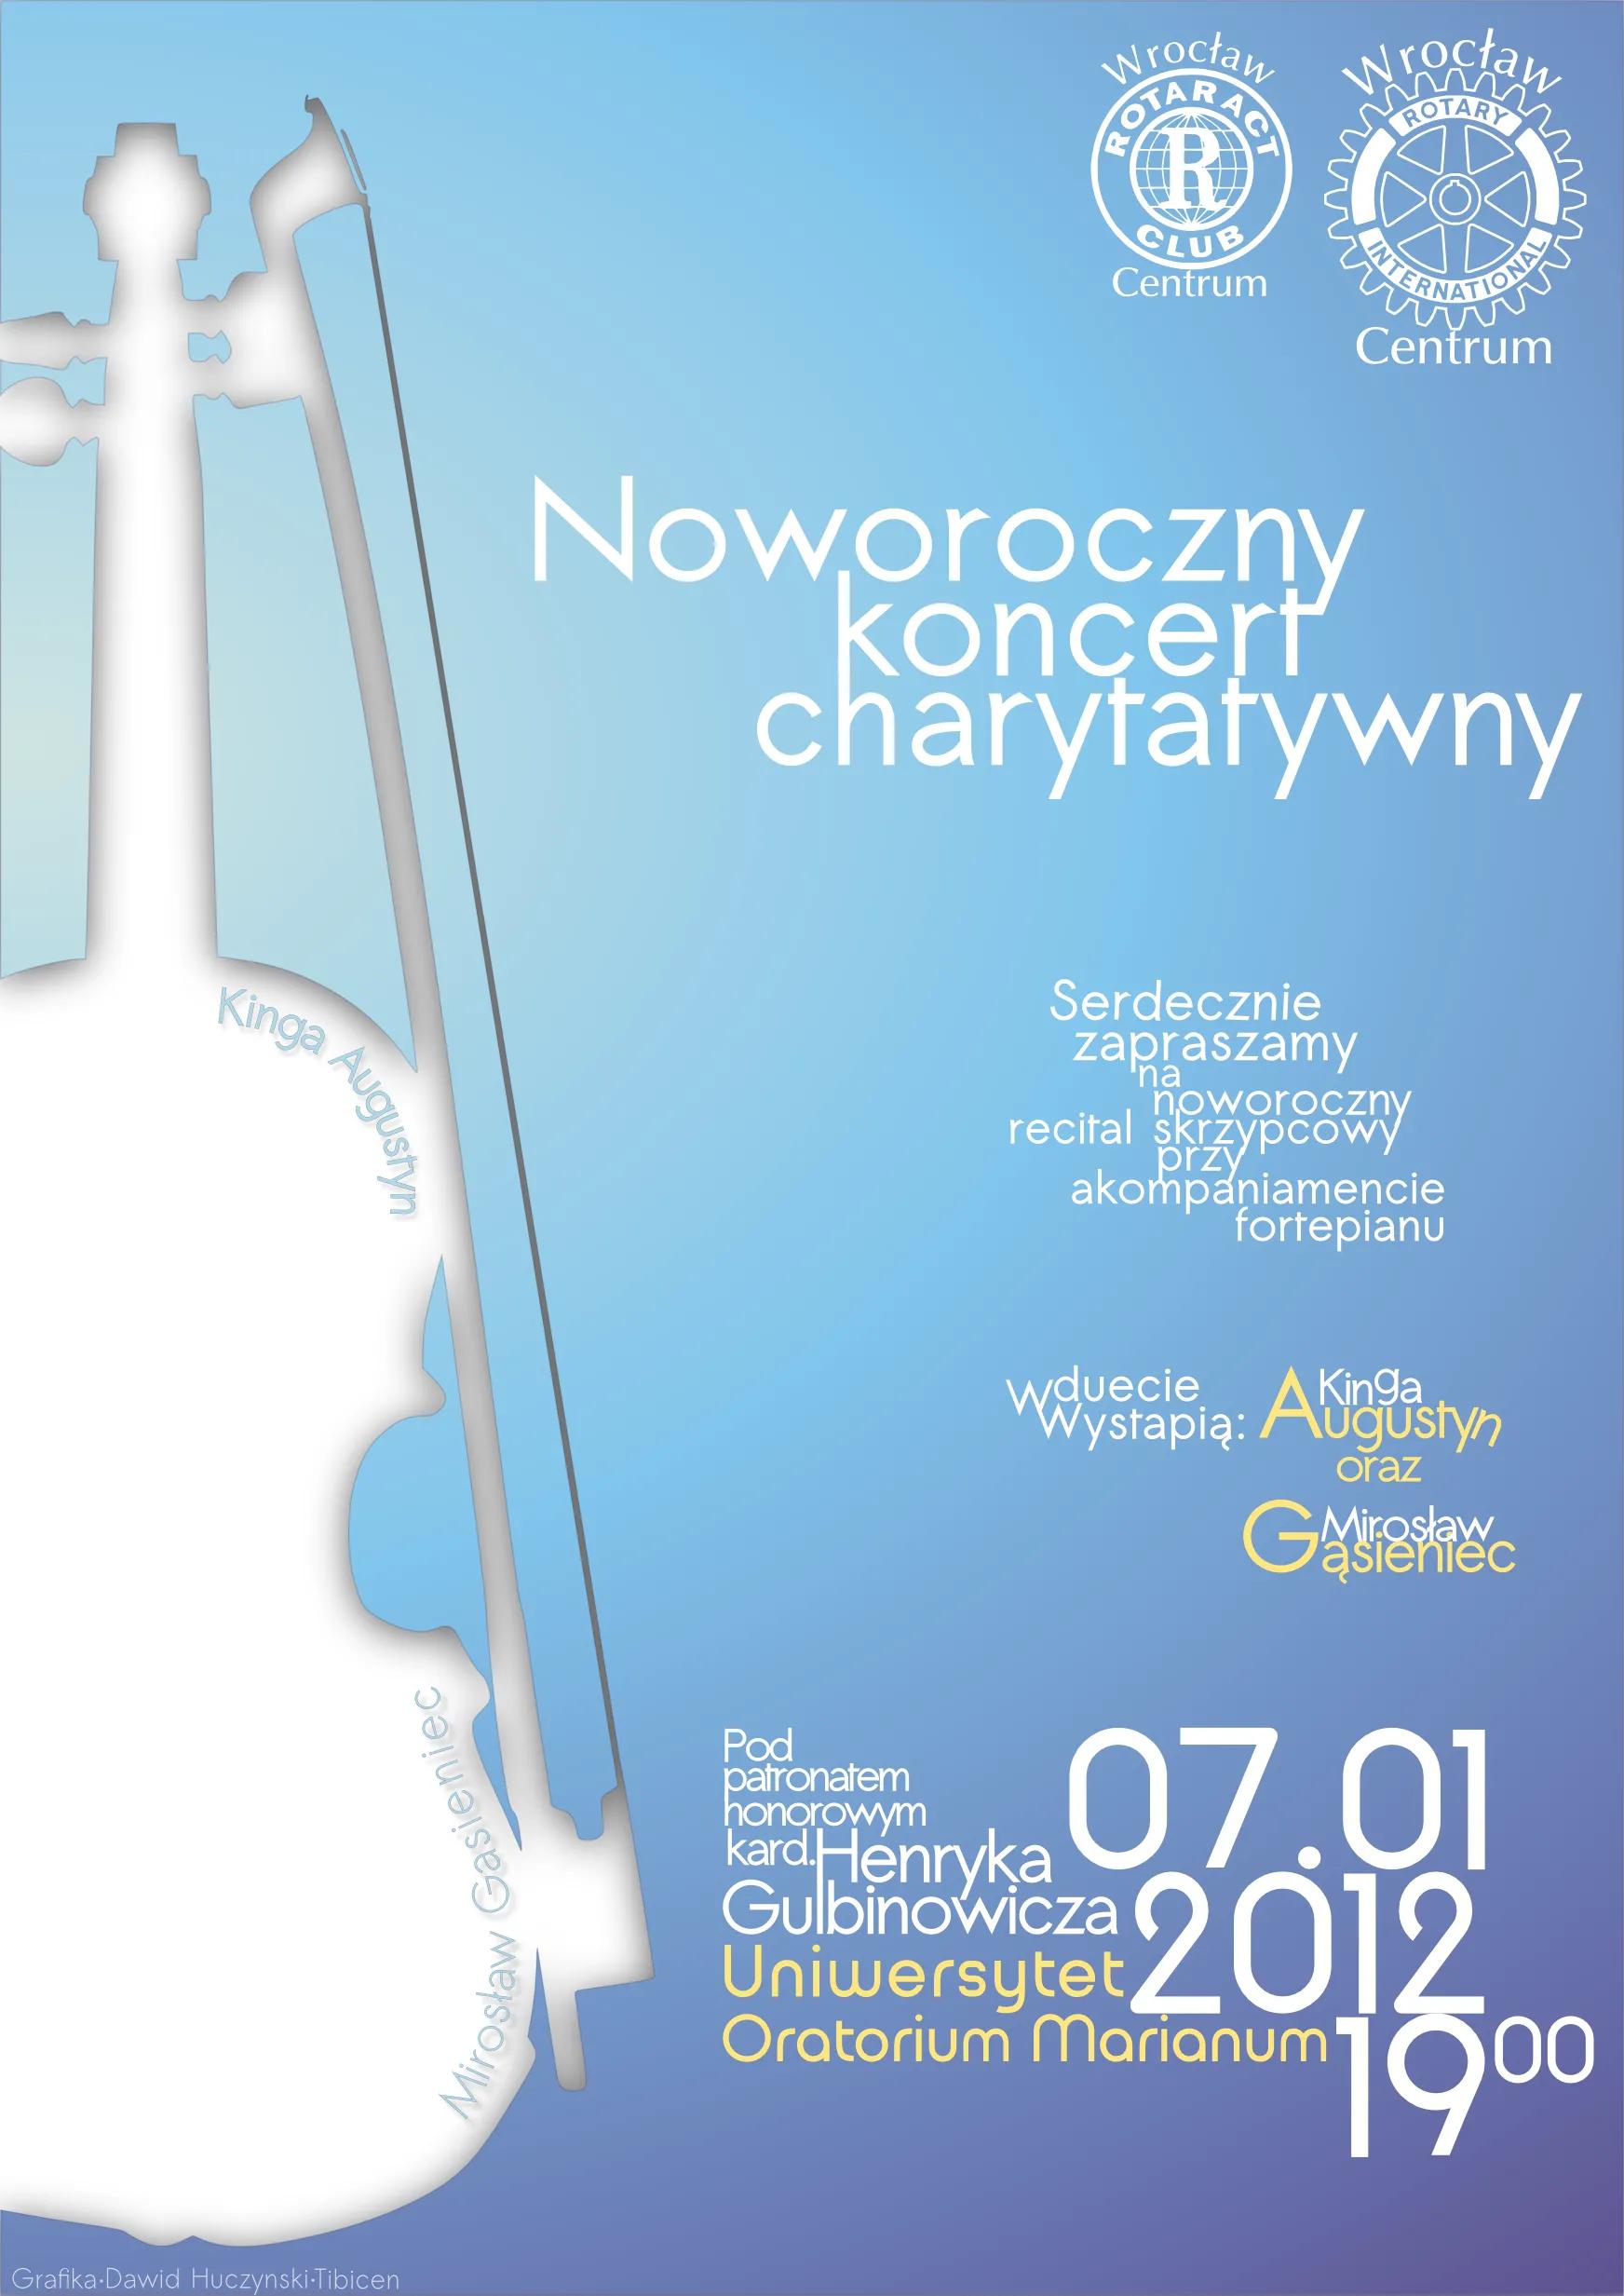 Wrocław
ROTARACT
R
CLUB
Centrum
Wrocław
ROTARY
INTERNATIONAL
Centrum
Noworoczny
koncert
charytatywny
Kinga Augustyn
Serdecznie
zapraszamy
na
noworoczny
recital skrzypcowy
przy
akompaniamencie
fortepianu
W duecie
Wystapią:
Kinga
Augustyn
oraz
Mirosław
Gąsieniec
Mirosław Gąsieniec
Pod
patronatem
honorowym
kard. Henryka
Gulbinowicza
Uniwersytet
Oratorium Marianum
07.01
2012
19 00
Grafika·Dawid Huczynski·Tibicen